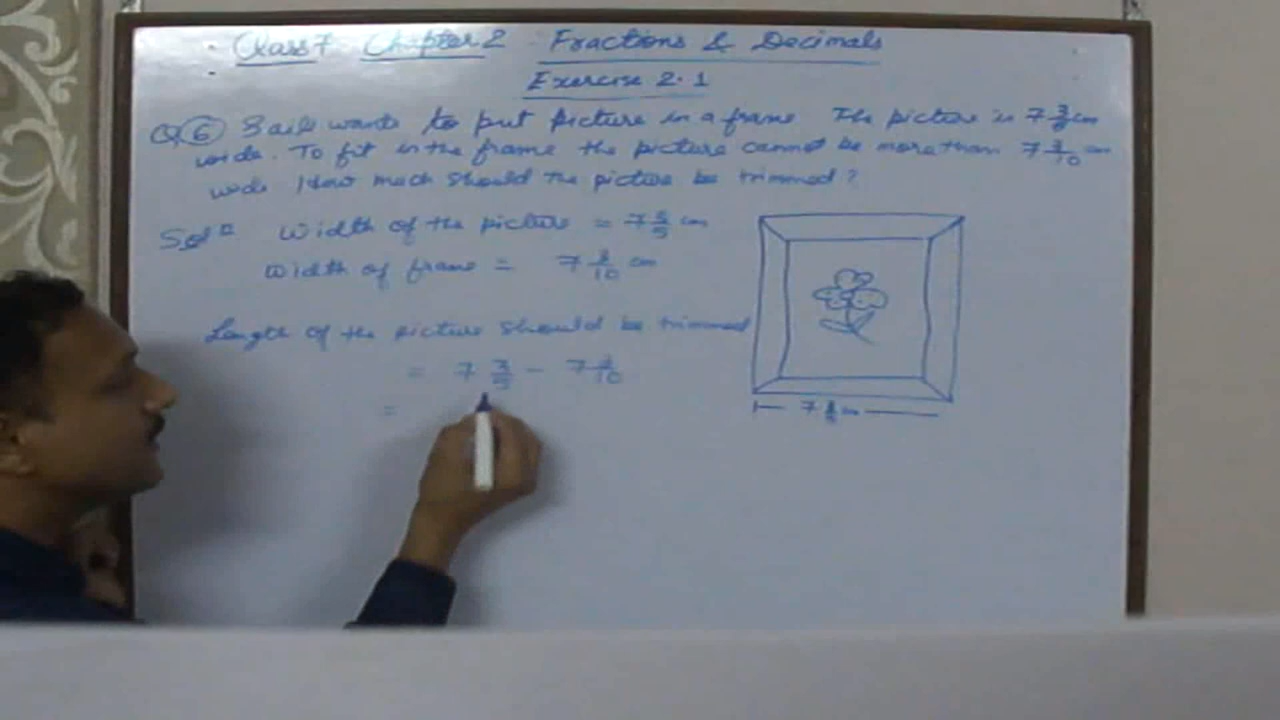 Class 7 Chapter 2 Fractions & Decimals
Exercise 2.1
Q 6 Saili wants to put picture in a frame. The picture is 7 3/5 cm
wide. To fit in the frame the picture cannot be more than 7 3/10 cm
wide. How much should the picture be trimmed?
Sol n Width of the picture = 7 3/5 cm
Width of frame = 7 3/10 cm
Length of the picture should be trimmed
= 7 3/5 - 7 3/10
=
7 cm